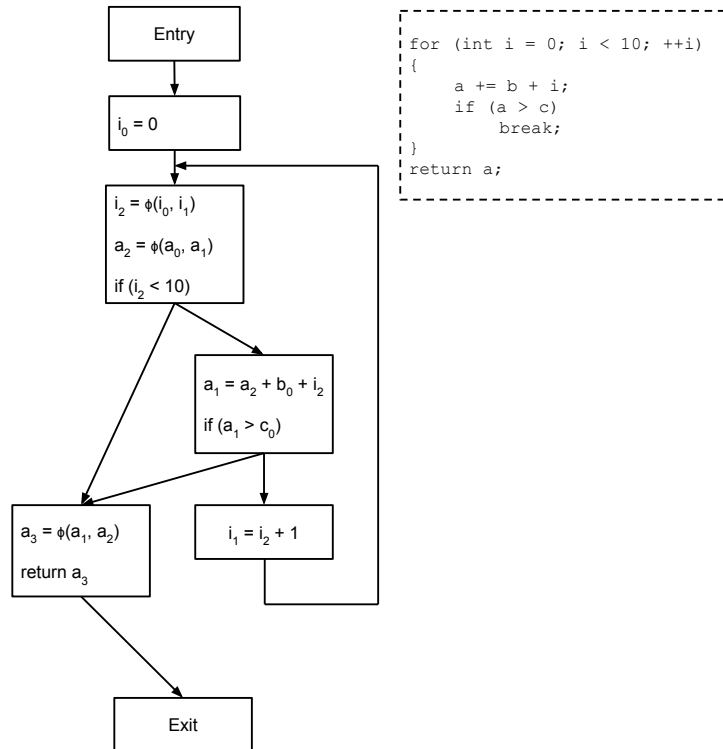 Entry
i₀ = 0
i₂ = ϕ(i₀, i₁)
a₂ = ϕ(a₀, a₁)
if (i₂ < 10)
a₁ = a₂ + b₀ + i₂
if (a₁ > c₀)
a₃ = ϕ(a₁, a₂)
return a₃
i₁ = i₂ + 1
Exit
for (int i = 0; i < 10; ++i)
{
    a += b + i;
    if (a > c)
        break;
}
return a;